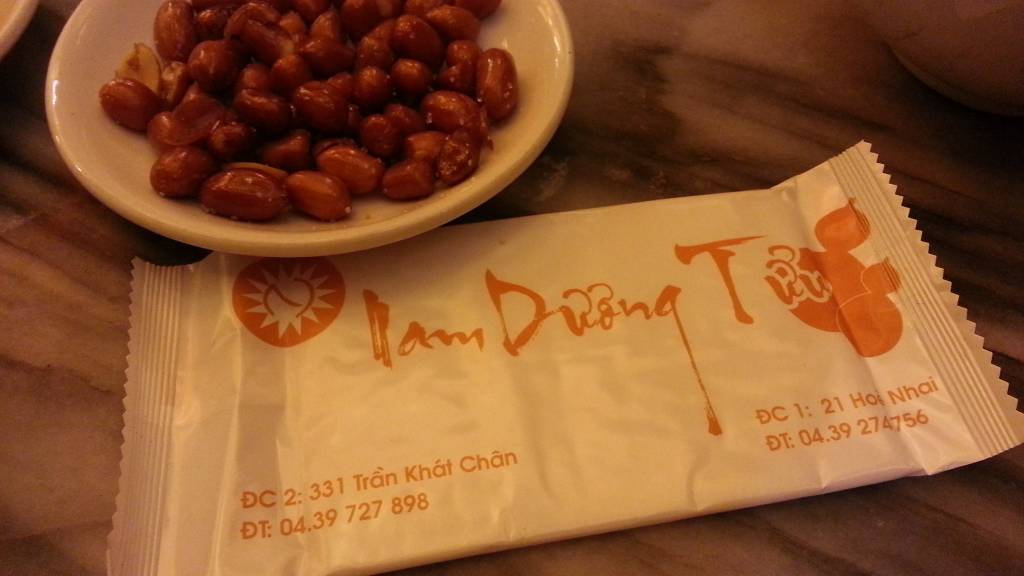 Nam Dương Tửu
ĐC 1: 21 Hoè Nhai
ĐT: 04.39 274756
ĐC 2: 331 Trần Khát Chân
ĐT: 04.39 727 898